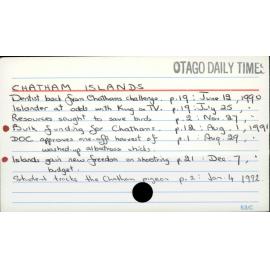 OTAGO DAILY TIMES
CHATHAM ISLANDS
Dentist back from Chathams challenge. p.19: June 12, 1990
Islander at odds with King on TV. p.19: July 25, "
Resources sought to save birds p.2: Nov. 27, "
Bulk funding for Chathams. p.12: Aug. 1, 1991
DOC approves one-off harvest of p.1: Aug. 29, "
washed-up albatross chicks.
Islands gain new freedom on shooting p.21: Dec. 7, "
budget.
Student tracks the Chatham pigeon p.2: Jan. 4 1992